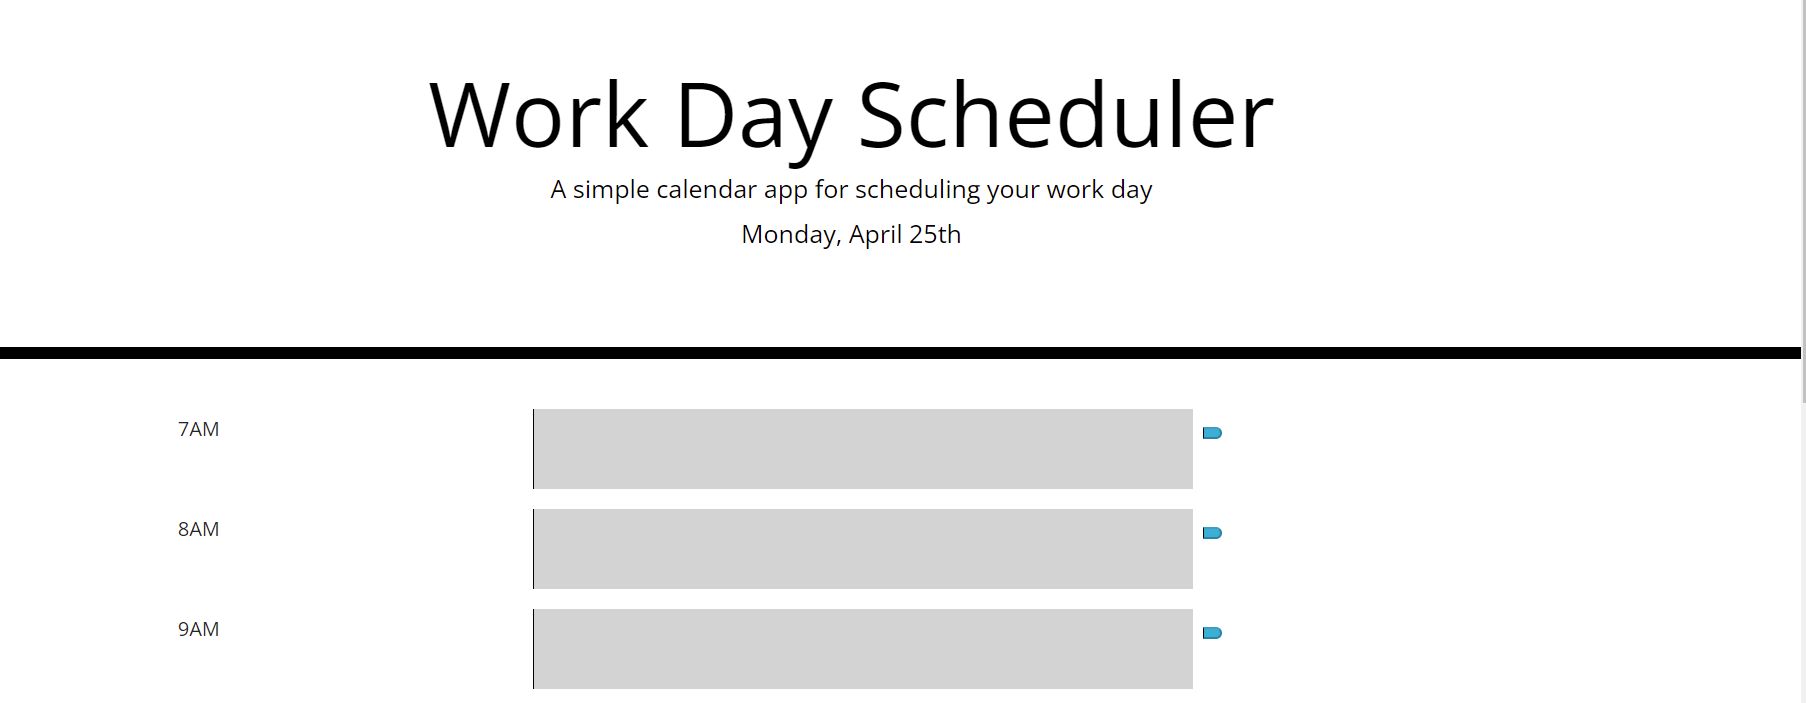 Work Day Scheduler
A simple calendar app for scheduling your work day
Monday, April 25th
7AM
8AM
9AM